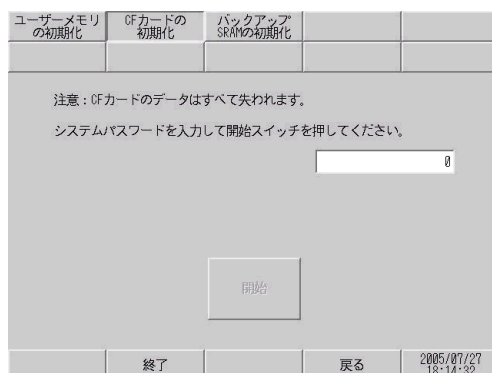 ユーザーメモリ
の初期化
CFカードの
初期化
バックアップ
SRAMの初期化
注意：CFカードのデータはすべて失われます。
システムパスワードを入力して開始スイッチを押してください。
0
開始
終了
戻る
2005/07/27
18:14:32